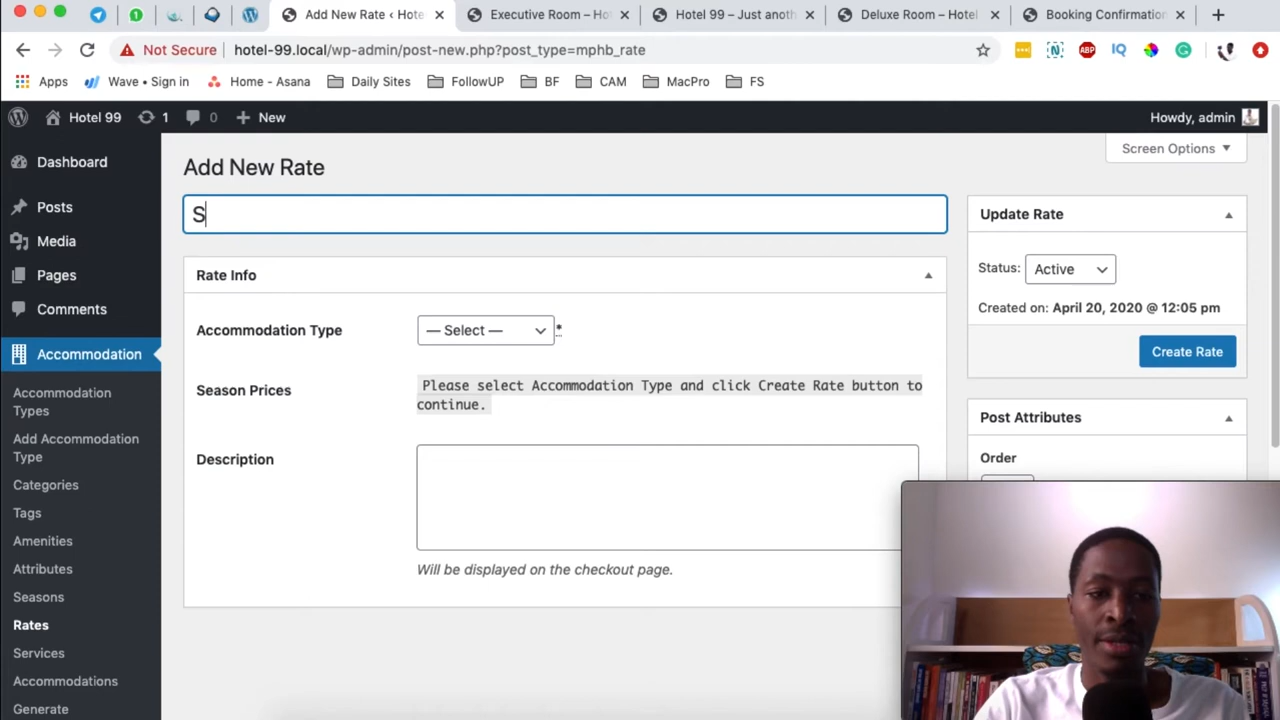 Add New Rate ‹ Hote
Executive Room – Ho
Hotel 99 – Just anoth
Deluxe Room – Hotel
Booking Confirmation
Not Secure
hotel-99.local/wp-admin/post-new.php?post_type=mphb_rate
ABP
IQ
Apps
Wave • Sign in
Home - Asana
Daily Sites
FollowUP
BF
CAM
MacPro
FS
Hotel 99
1
0
New
Howdy, admin
Dashboard
Posts
Media
Pages
Comments
Accommodation
Accommodation
Types
Add Accommodation
Type
Categories
Tags
Amenities
Attributes
Seasons
Rates
Services
Accommodations
Generate
Screen Options
Add New Rate
S
Rate Info
Accommodation Type
— Select —
*
Season Prices
Please select Accommodation Type and click Create Rate button to
continue.
Description
Will be displayed on the checkout page.
Update Rate
Status:
Active
Created on: April 20, 2020 @ 12:05 pm
Create Rate
Post Attributes
Order